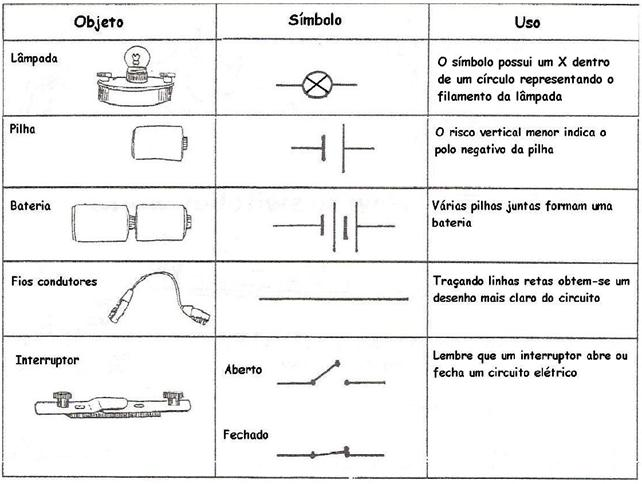 Objeto
Símbolo
Uso
Lâmpada
O símbolo possui um X dentro
de um círculo representando o
filamento da lâmpada
Pilha
O risco vertical menor indica o
polo negativo da pilha
Bateria
Várias pilhas juntas formam uma
bateria
Fios condutores
Traçando linhas retas obtem-se um
desenho mais claro do circuito
Interruptor
Aberto
Fechado
Lembre que um interruptor abre ou
fecha um circuito elétrico